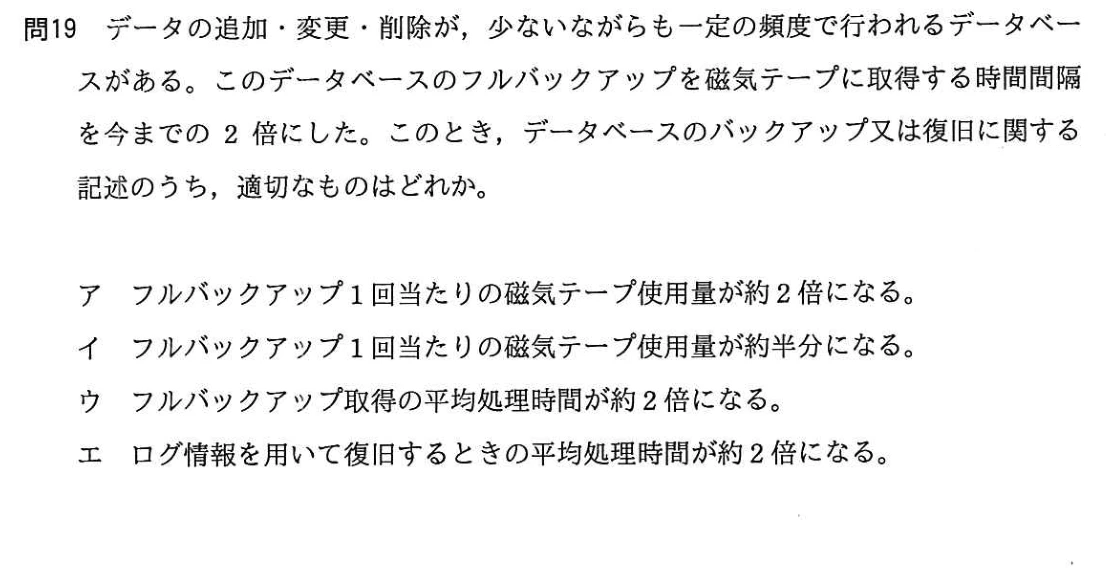 問19 データの追加・変更・削除が，少ないながらも一定の頻度で行われるデータベー
スがある。このデータベースのフルバックアップを磁気テープに取得する時間間隔
を今までの 2 倍にした。このとき，データベースのバックアップ又は復旧に関する
記述のうち，適切なものはどれか。
ア フルバックアップ1回当たりの磁気テープ使用量が約2倍になる。
イ フルバックアップ1回当たりの磁気テープ使用量が約半分になる。
ウ フルバックアップ取得の平均処理時間が約2倍になる。
エ ログ情報を用いて復旧するときの平均処理時間が約2倍になる。